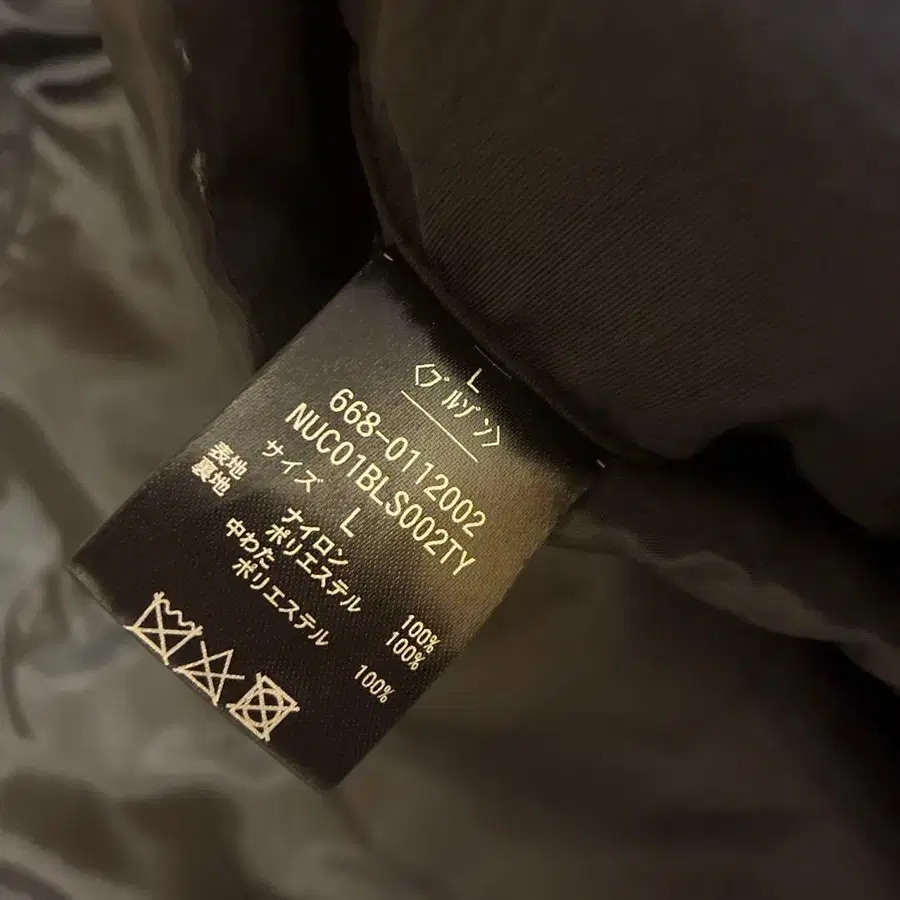 L
〈ブルゾン〉
668-0112002
NUC01BLS002TY
サイズ L
表地 ナイロン 100%
裏地 ポリエステル 100%
中わた
ポリエステル 100%